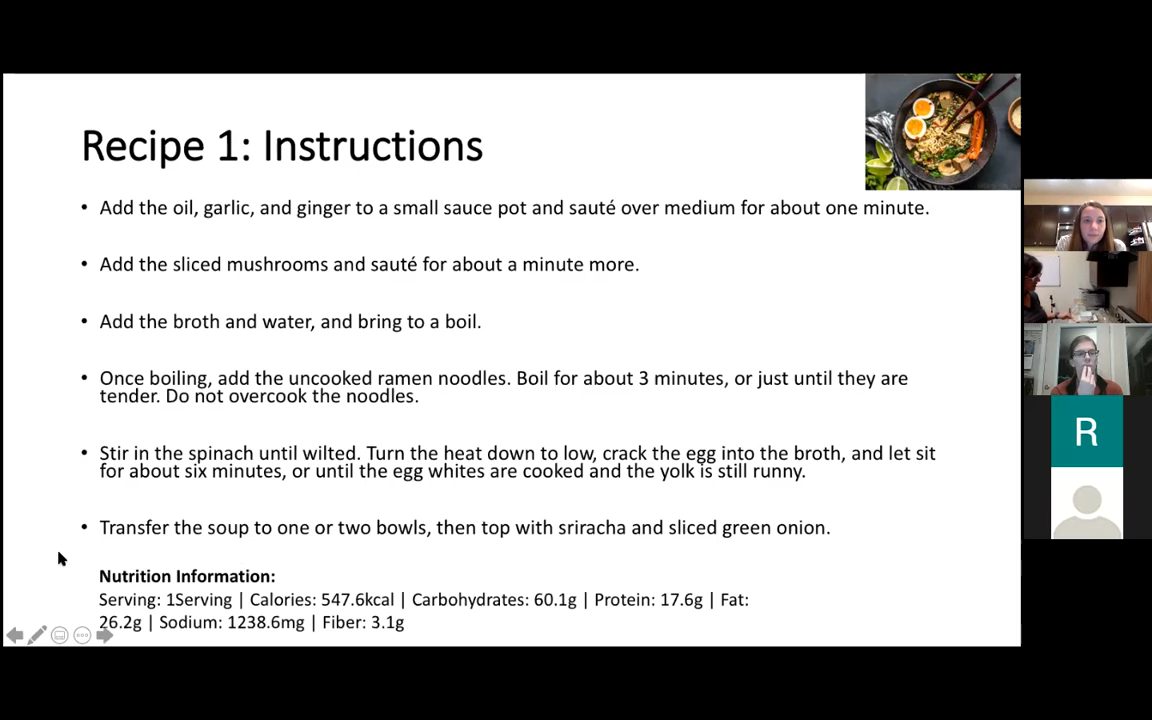 Recipe 1: Instructions
• Add the oil, garlic, and ginger to a small sauce pot and sauté over medium for about one minute.
• Add the sliced mushrooms and sauté for about a minute more.
• Add the broth and water, and bring to a boil.
• Once boiling, add the uncooked ramen noodles. Boil for about 3 minutes, or just until they are
tender. Do not overcook the noodles.
• Stir in the spinach until wilted. Turn the heat down to low, crack the egg into the broth, and let sit
for about six minutes, or until the egg whites are cooked and the yolk is still runny.
• Transfer the soup to one or two bowls, then top with sriracha and sliced green onion.
Nutrition Information:
Serving: 1Serving | Calories: 547.6kcal | Carbohydrates: 60.1g | Protein: 17.6g | Fat:
26.2g | Sodium: 1238.6mg | Fiber: 3.1g
R